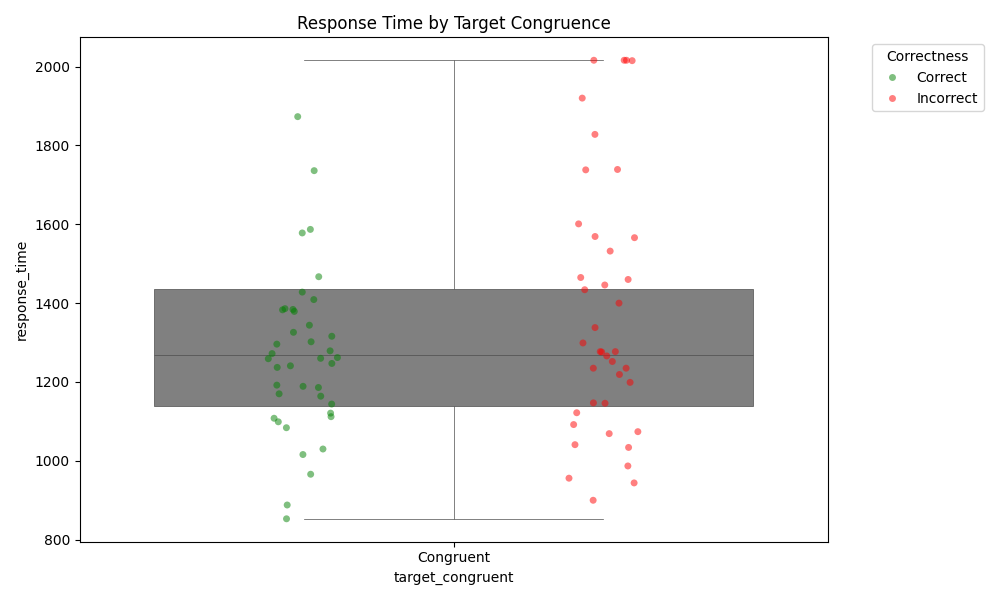 Response Time by Target Congruence
Correctness
Correct
Incorrect
response_time
2000
1800
1600
1400
1200
1000
800
Congruent
target_congruent